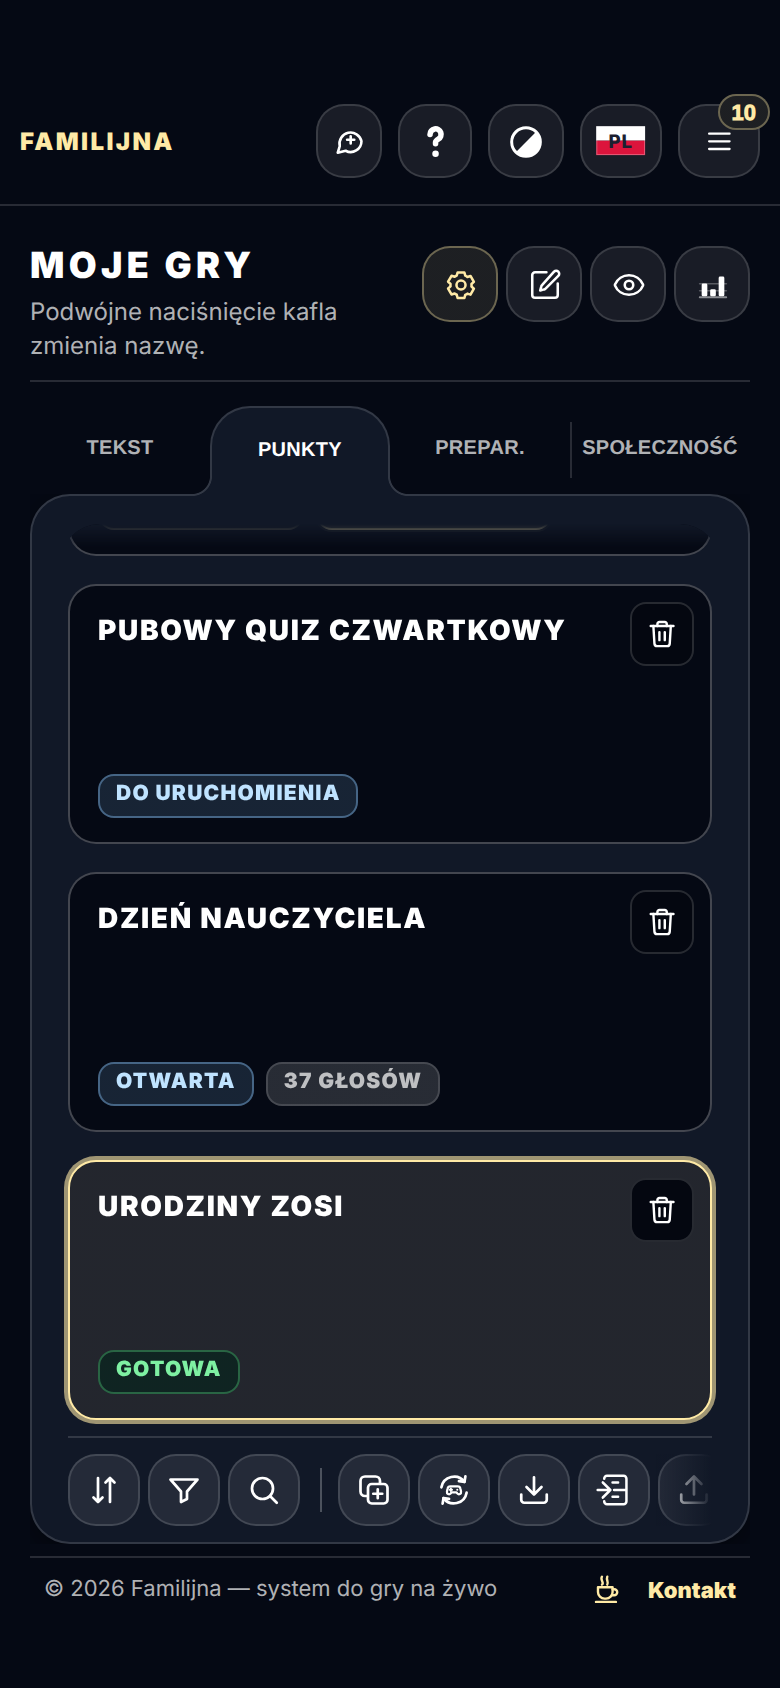 FAMILIJNA
?
PL
10
MOJE GRY
Podwójne naciśnięcie kafla
zmienia nazwę.
TEKST
PUNKTY
PREPAR.
SPOŁECZNOŚĆ
PUBOWY QUIZ CZWARTKOWY
DO URUCHOMIENIA
DZIEŃ NAUCZYCIELA
OTWARTA
37 GŁOSÓW
URODZINY ZOSI
GOTOWA
© 2026 Familijna — system do gry na żywo
Kontakt